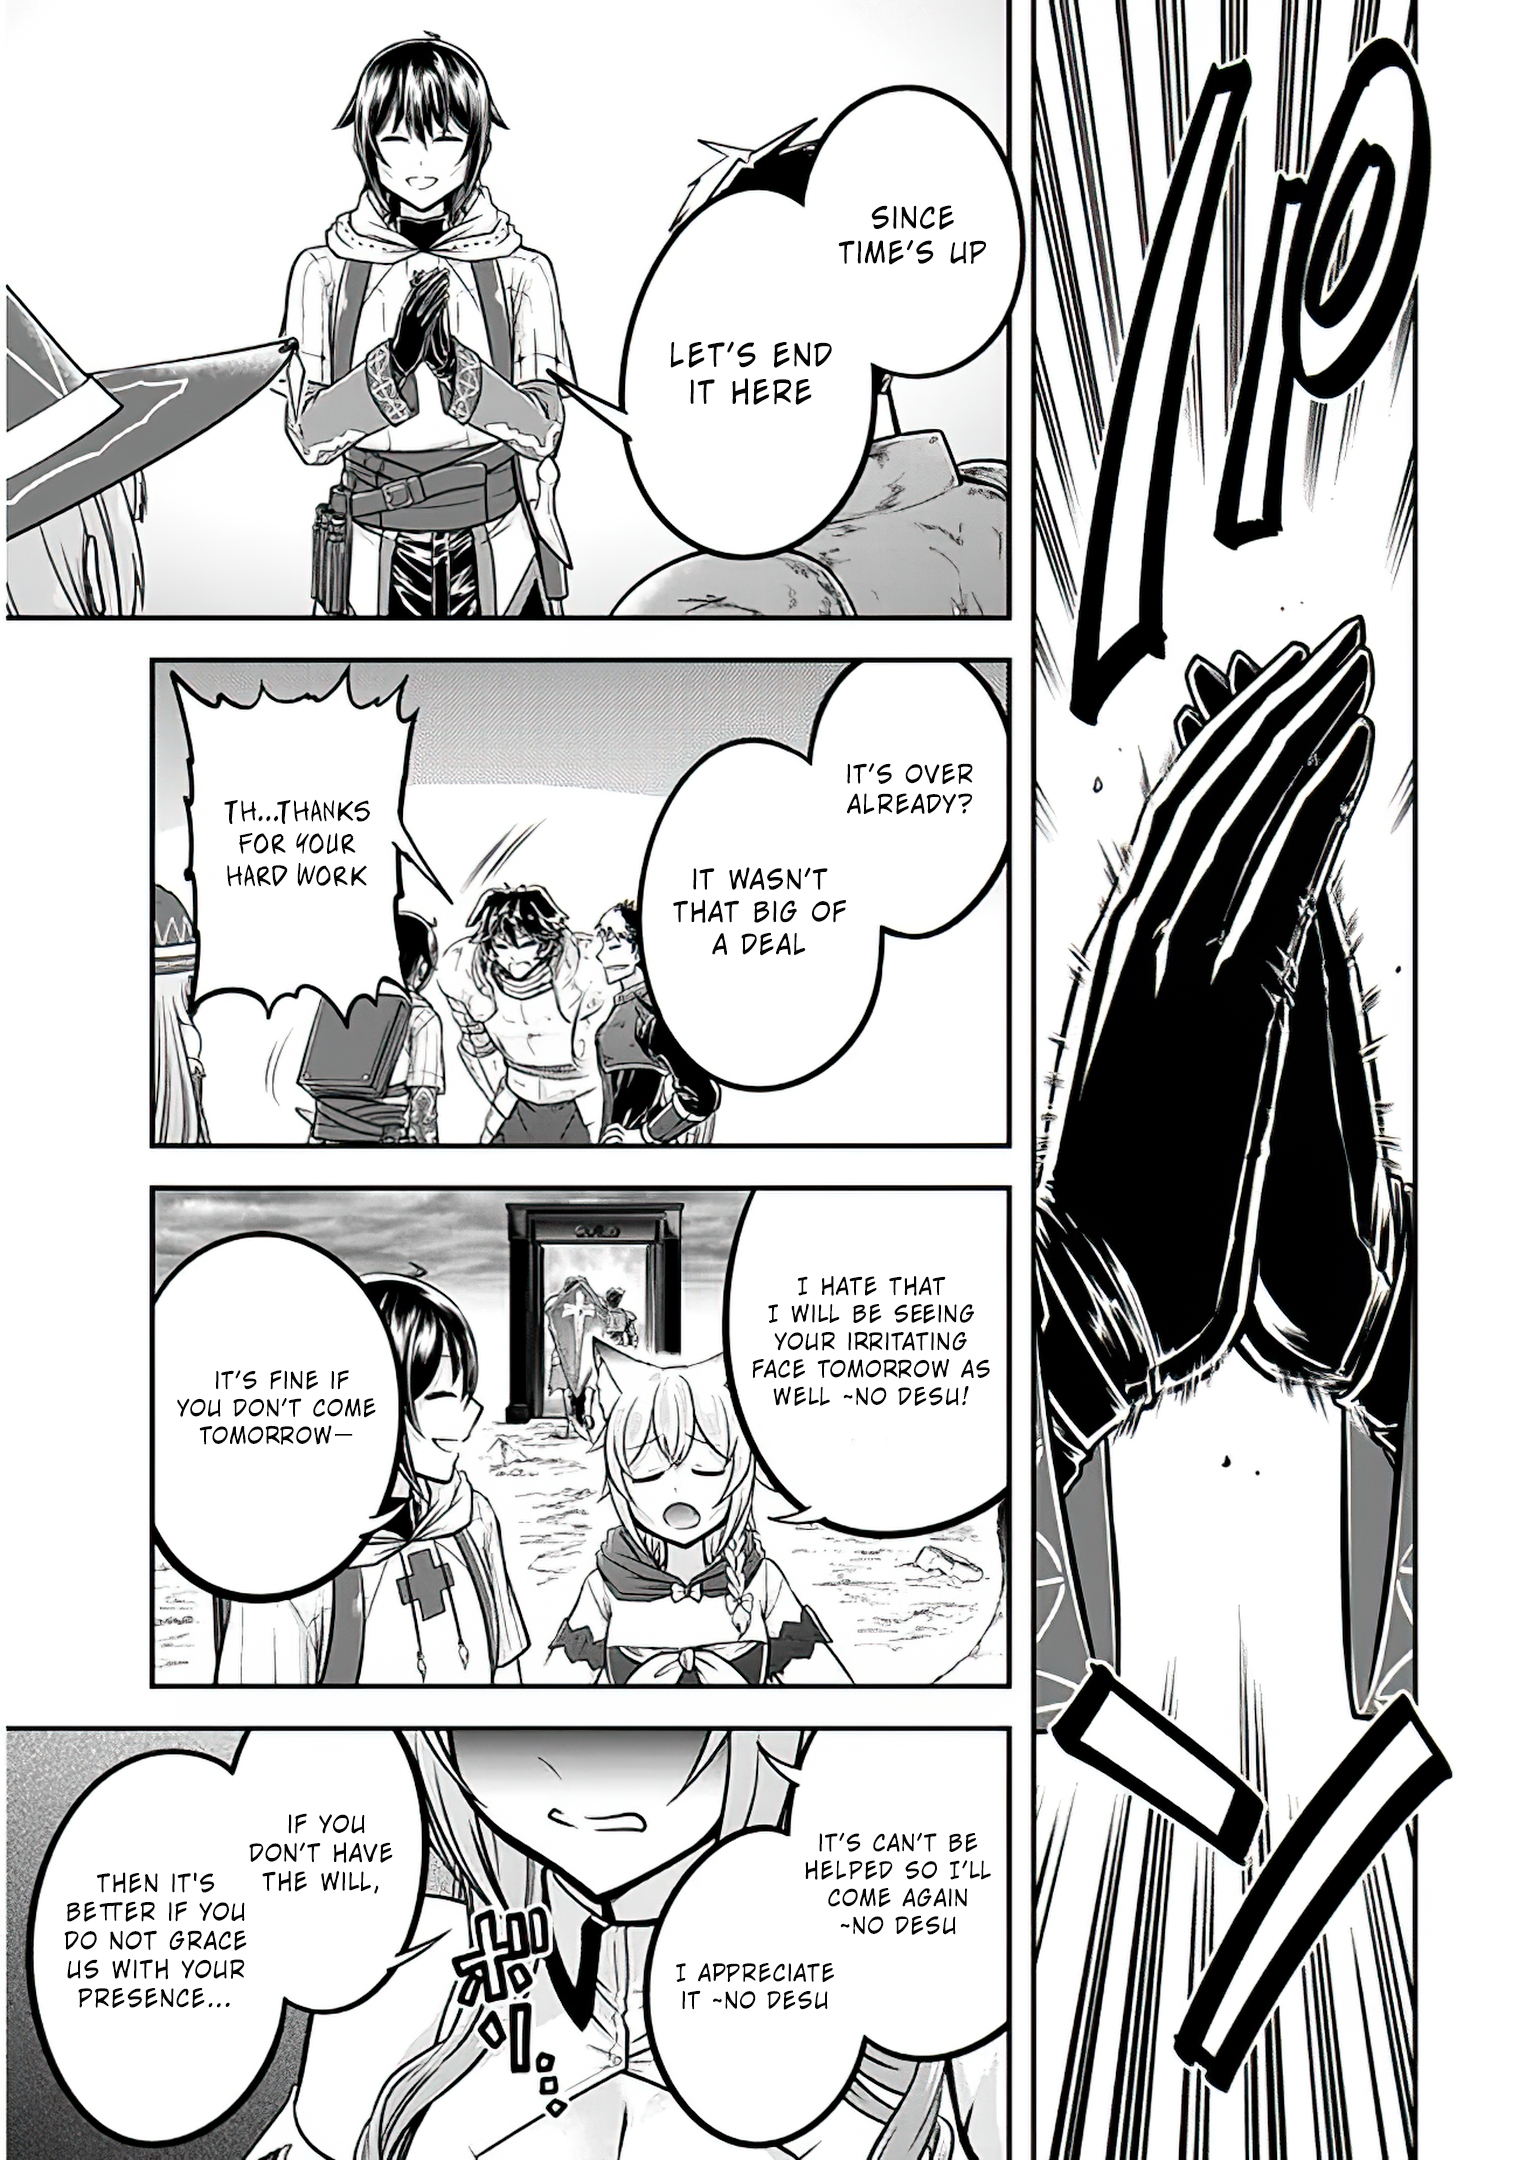 パン
SINCE
TIME'S UP
LET'S END
IT HERE
IT'S OVER
ALREADY?
IT WASN'T
THAT BIG OF
A DEAL
TH...THANKS
FOR YOUR
HARD WORK
I HATE THAT
I WILL BE SEEING
YOUR IRRITATING
FACE TOMORROW AS
WELL ~NO DESU!
IT'S FINE IF
YOU DON'T COME
TOMORROW—
IT'S CAN'T BE
HELPED SO I'LL
COME AGAIN
~NO DESU
I APPRECIATE
IT ~NO DESU
IF YOU
DON'T HAVE
THE WILL,
THEN IT'S
BETTER IF YOU
DO NOT GRACE
US WITH YOUR
PRESENCE...